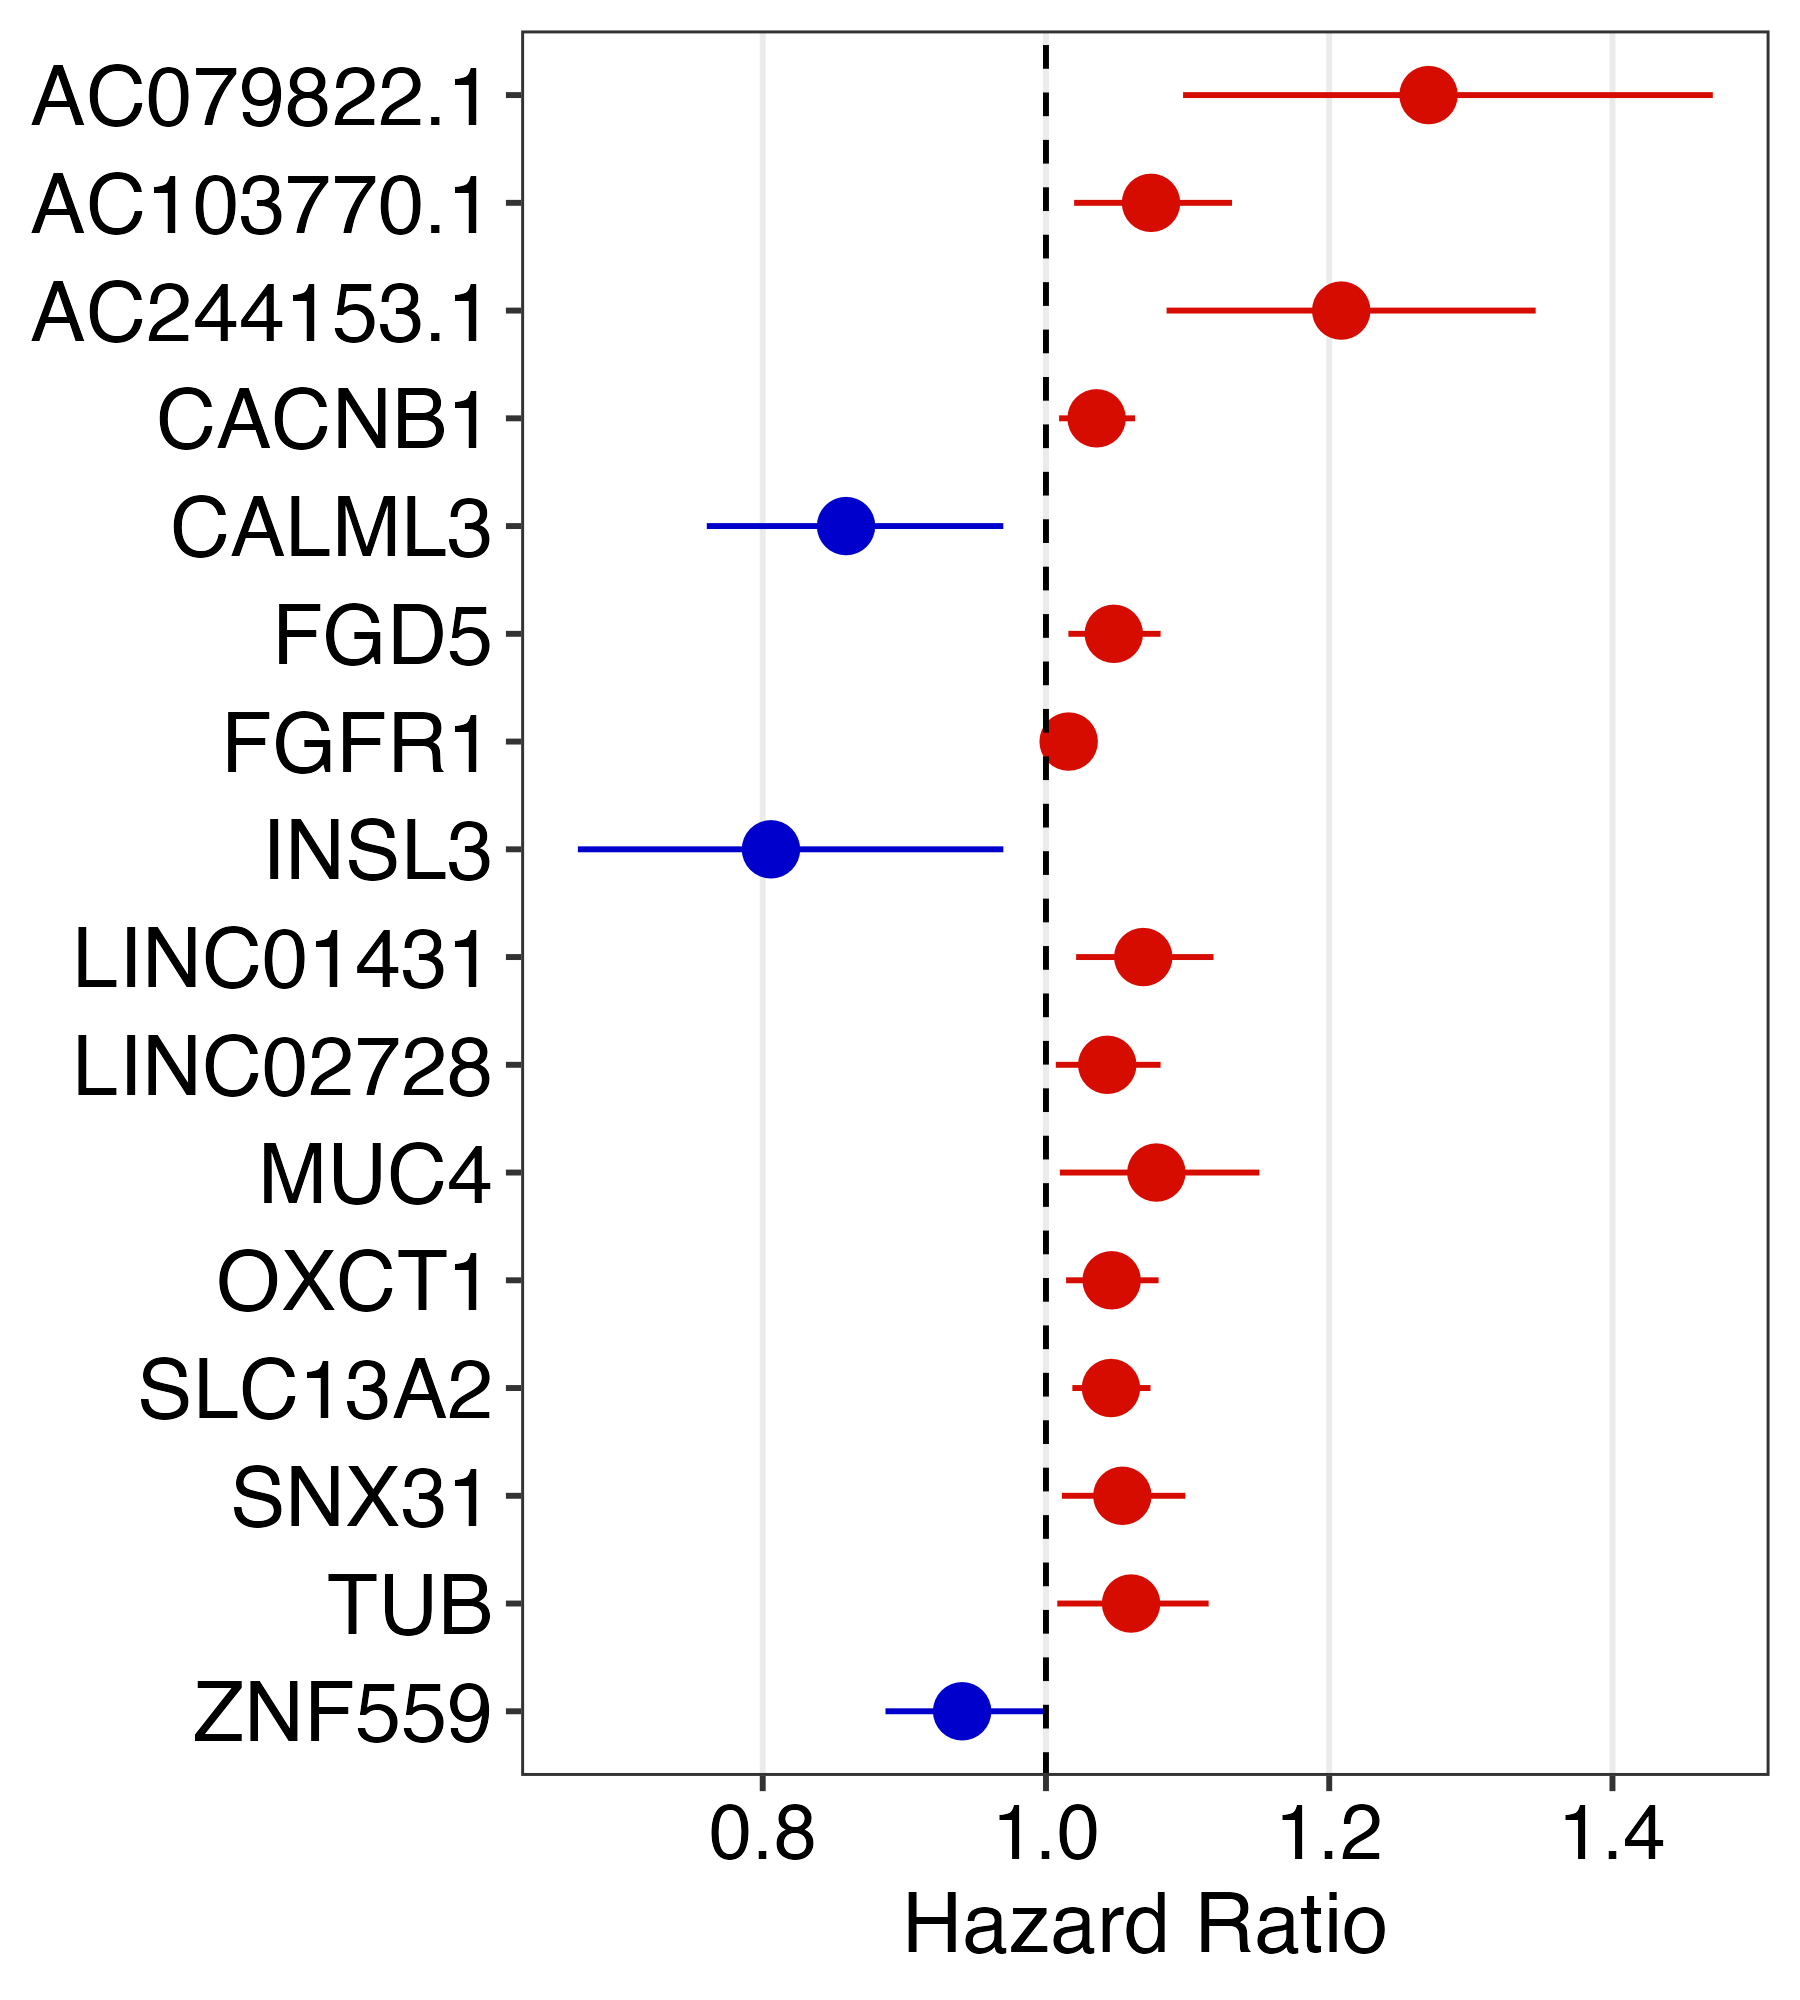 AC079822.1
AC103770.1
AC244153.1
CACNB1
CALML3
FGD5
FGFR1
INSL3
LINC01431
LINC02728
MUC4
OXCT1
SLC13A2
SNX31
TUB
ZNF559
0.8 1.0 1.2 1.4
Hazard Ratio